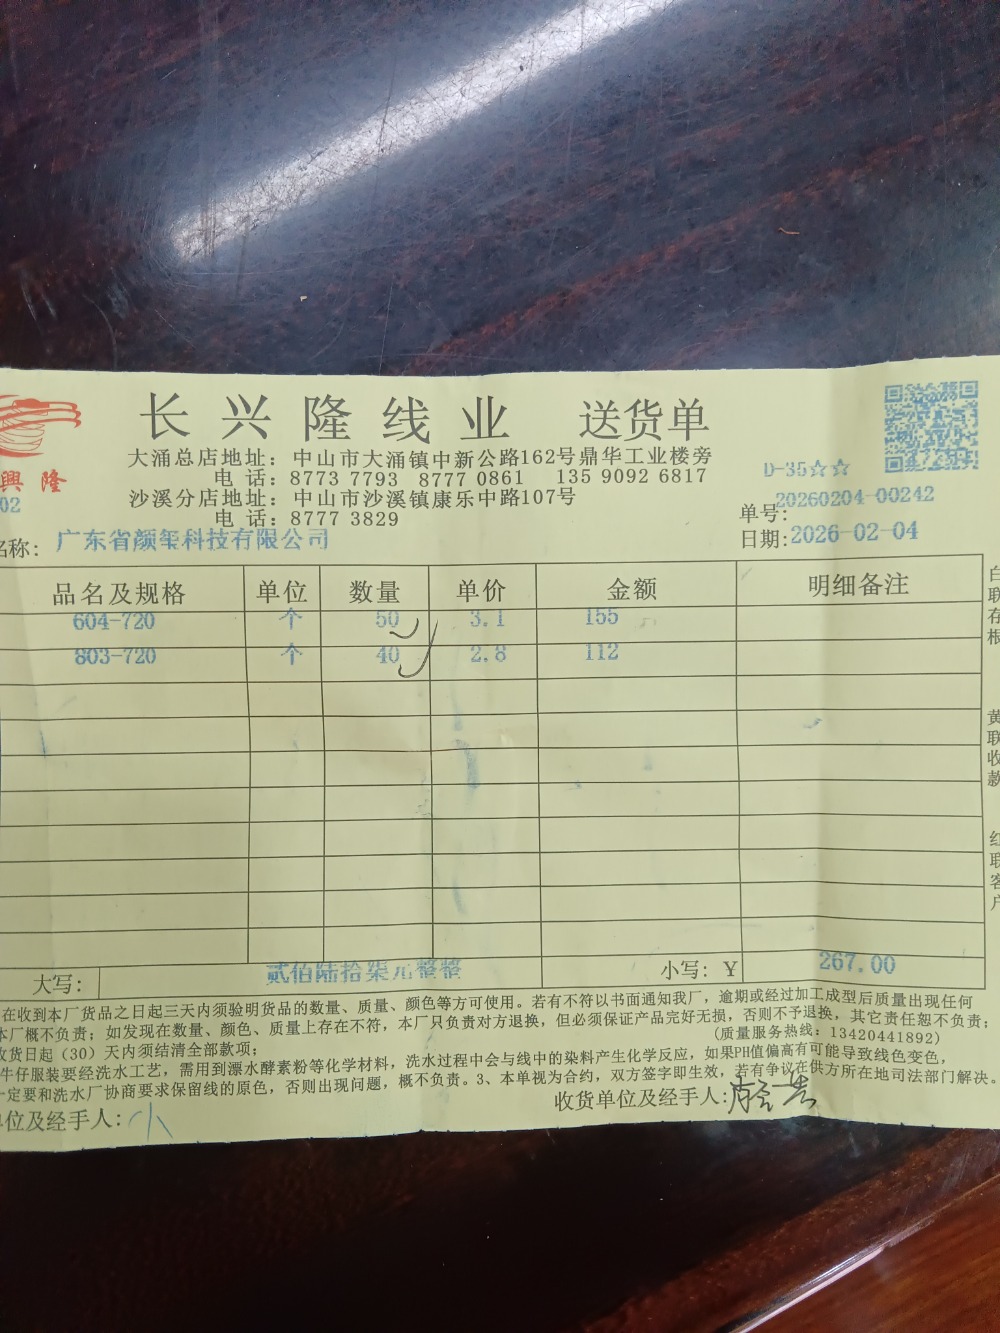 长兴隆线业 送货单
興隆
大涌总店地址：中山市大涌镇中新公路162号鼎华工业楼旁
电话：8773 7793 8777 0861 135 9092 6817
沙溪分店地址：中山市沙溪镇康乐中路107号
电话：8777 3829
D-35☆☆
02
单号：20260204-00242
名称：广东省颜玺科技有限公司
日期：2026-02-04
品名及规格 单位 数量 单价 金额 明细备注
604-720 个 50 3.1 155
803-720 个 40 2.8 112
白联存根
黄联收款
红联客户
大写：贰佰陆拾柒元整整 小写：￥267.00
在收到本厂货品之日起三天内须验明货品的数量、质量、颜色等方可使用。若有不符以书面通知我厂，逾期或经过加工成型后质量出现任何
本厂概不负责；如发现在数量、颜色、质量上存在不符，本厂只负责对方退换，但必须保证产品完好无损，否则不予退换，其它责任恕不负责；
收货日起（30）天内须结清全部款项； （质量服务热线：13420441892）
牛仔服装要经洗水工艺，需用到漂水酵素粉等化学材料，洗水过程中会与线中的染料产生化学反应，如果PH值偏高有可能导致线色变色，
一定要和洗水厂协商要求保留线的原色，否则出现问题，概不负责。3、本单视为合约，双方签字即生效，若有争议在供方所在地司法部门解决。
单位及经手人：小 收货单位及经手人：